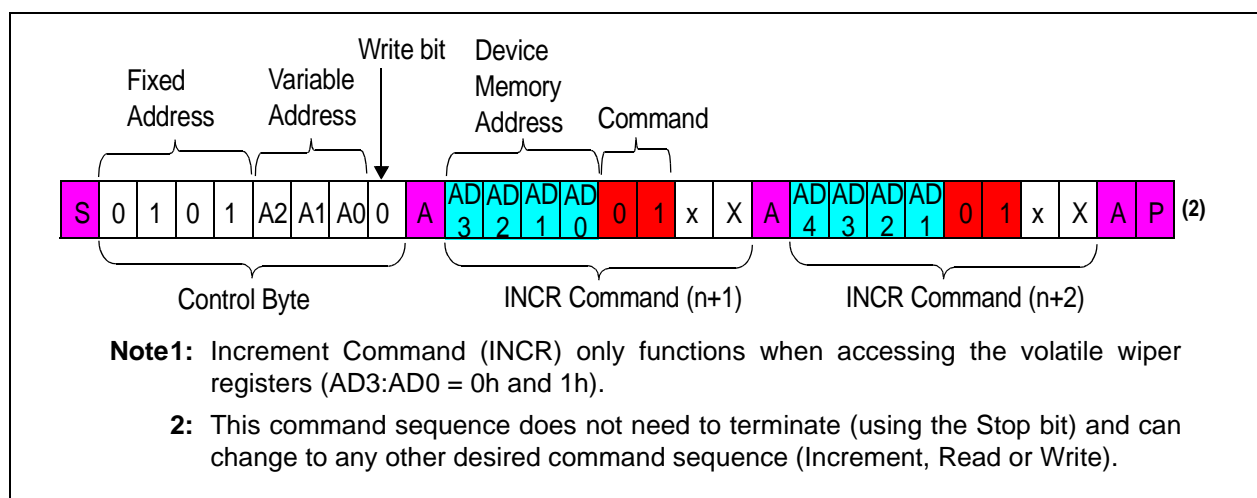 Write bit
Device
Memory
Address
Fixed
Address
Variable
Address
Command
S 0 1 0 1 A2 A1 A0 0 A AD3 AD2 AD1 AD0 0 1 x X A AD4 AD3 AD2 AD1 0 1 x X A P (2)
Control Byte
INCR Command (n+1)
INCR Command (n+2)
Note1: Increment Command (INCR) only functions when accessing the volatile wiper
registers (AD3:AD0 = 0h and 1h).
2: This command sequence does not need to terminate (using the Stop bit) and can
change to any other desired command sequence (Increment, Read or Write).